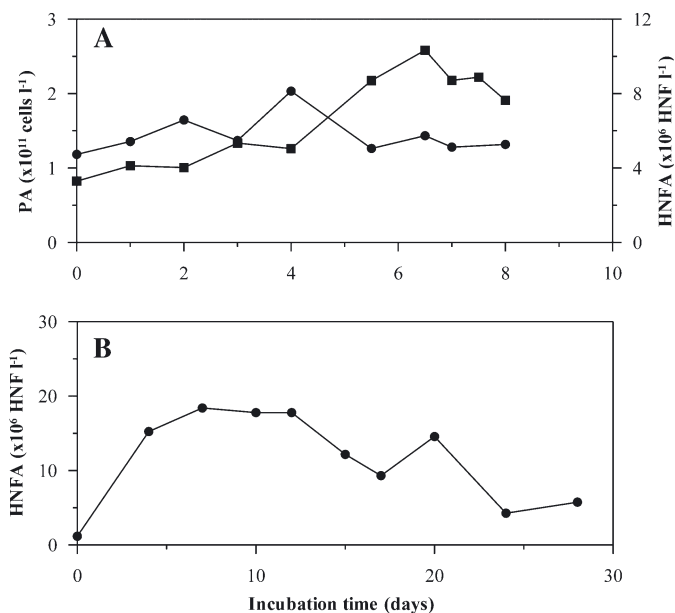 A
3
2
1
0
PA (x10¹¹ cells l⁻¹)
12
8
4
0
HNFA (x10⁶ HNF l⁻¹)
0 2 4 6 8 10
B
30
20
10
0
HNFA (x10⁶ HNF l⁻¹)
0 10 20 30
Incubation time (days)